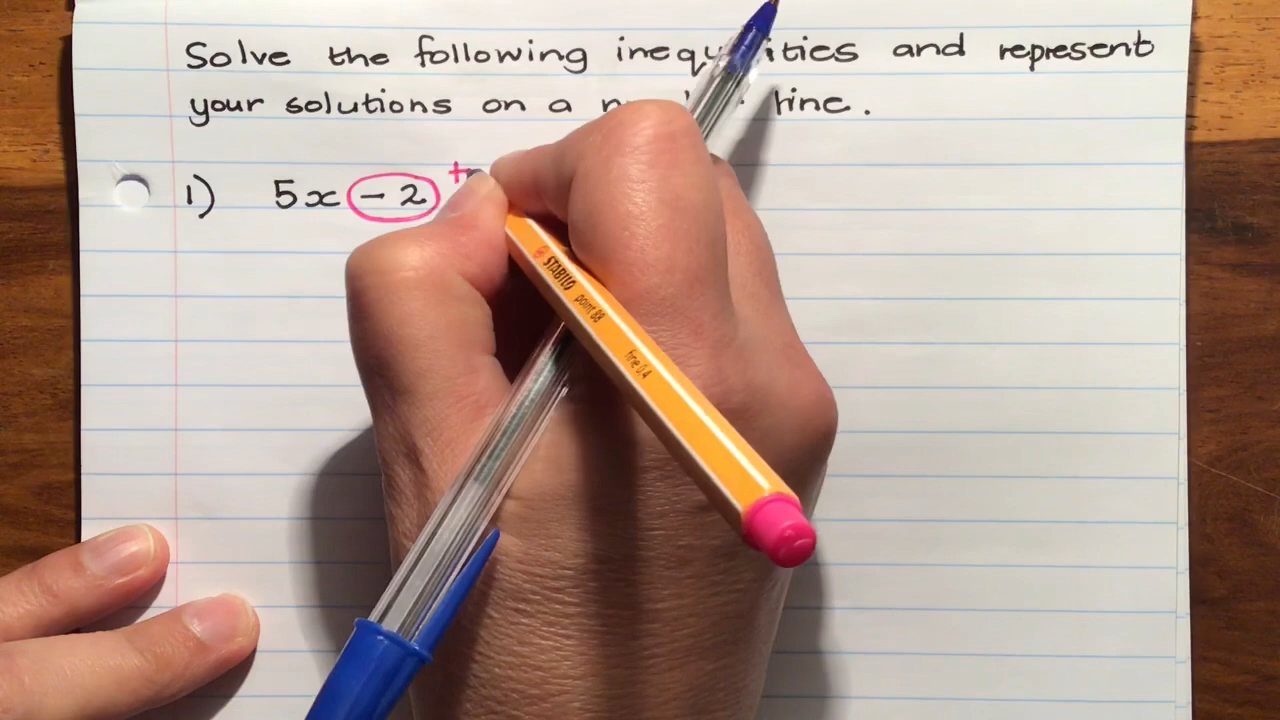 Solve the following and represent
your solutions on a line.
1) 5x - 2 +
STABILO point 88 fine 0.4